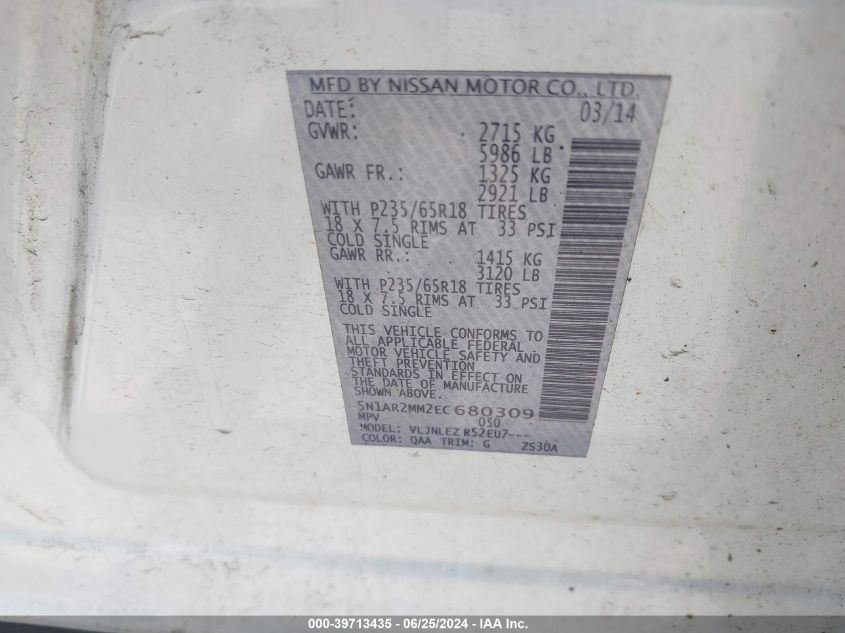 MFD BY NISSAN MOTOR CO., LTD.
DATE: 03/14
GVWR: 2715 KG
5986 LB
GAWR FR.: 1325 KG
2921 LB
WITH P235/65R18 TIRES
18 X 7.5 RIMS AT 33 PSI
COLD SINGLE
GAWR RR.: 1415 KG
3120 LB
WITH P235/65R18 TIRES
18 X 7.5 RIMS AT 33 PSI
COLD SINGLE
THIS VEHICLE CONFORMS TO
ALL APPLICABLE FEDERAL
MOTOR VEHICLE SAFETY AND
THEFT PREVENTION
STANDARDS IN EFFECT ON
THE DATE OF MANUFACTURE
SHOWN ABOVE.
5N1AR2MM2EC680309
MPV 050
MODEL: VLJNLEZ R52EU7---
COLOR: QAA TRIM: G 2S30A
000-39713435 - 06/25/2024 - IAA Inc.